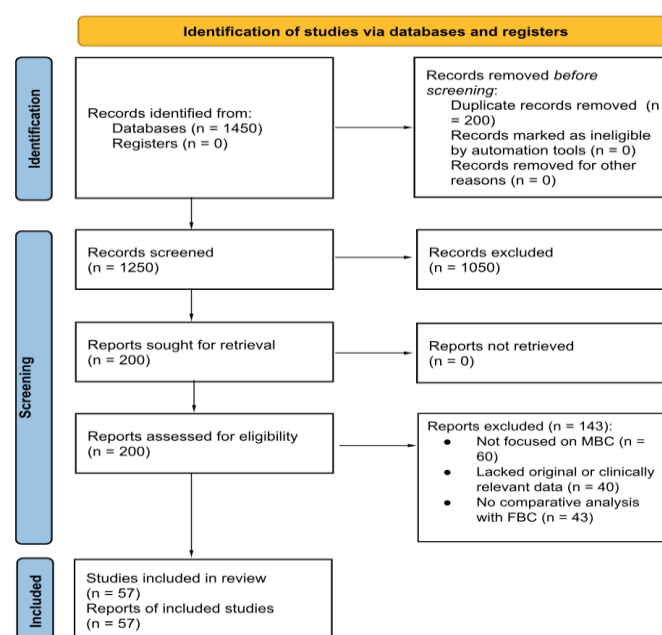 Identification of studies via databases and registers
Identification
Records identified from:
Databases (n = 1450)
Registers (n = 0)
Records removed before
screening:
Duplicate records removed (n
= 200)
Records marked as ineligible
by automation tools (n = 0)
Records removed for other
reasons (n = 0)
Screening
Records screened
(n = 1250)
Records excluded
(n = 1050)
Reports sought for retrieval
(n = 200)
Reports not retrieved
(n = 0)
Reports assessed for eligibility
(n = 200)
Reports excluded (n = 143):
● Not focused on MBC (n =
60)
● Lacked original or clinically
relevant data (n = 40)
● No comparative analysis
with FBC (n = 43)
Included
Studies included in review
(n = 57)
Reports of included studies
(n = 57)